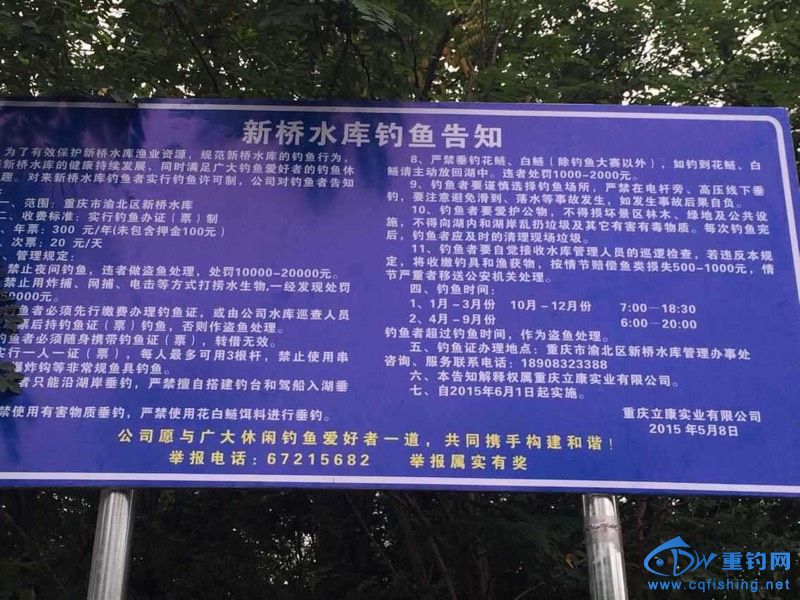 新桥水库钓鱼告知
为了有效保护新桥水库渔业资源，规范新桥水库的钓鱼行为，
新桥水库的健康持续发展，同时满足广大钓鱼爱好者的钓鱼休
趣。对来新桥水库钓鱼者实行钓鱼许可制，公司对钓鱼者告知
一、范围：重庆市渝北区新桥水库
二、收费标准：实行钓鱼办证（票）制
、年票：300 元/年(未包含押金100元)
、次票：20 元/天
、管理规定：
禁止夜间钓鱼，违者做盗鱼处理，处罚10000-20000元。
禁止用炸捕、网捕、电击等方式打捞水生物,一经发现处罚
0000元。
鱼者必须先行缴费办理钓鱼证，或由公司水库巡查人员
票后持钓鱼证（票）钓鱼，否则作盗鱼处理。
钓鱼者必须随身携带钓鱼证（票），转借无效。
实行一人一证（票），每人最多可用3根杆，禁止使用串
爆炸钩等非常规鱼具钓鱼。
者只能沿湖岸垂钓，严禁擅自搭建钓台和驾船入湖垂
禁使用有害物质垂钓，严禁使用花白鲢饵料进行垂钓。
8、严禁垂钓花鲢、白鲢（除钓鱼大赛以外），如钓到花鲢、白
鲢请主动放回湖中。违者处罚1000-2000元。
9、钓鱼者要谨慎选择钓鱼场所，严禁在电杆旁、高压线下垂
钓，要注意避免滑到、落水等事故发生，如发生事故后果自负。
10、钓鱼者要爱护公物，不得损坏景区林木、绿地及公共设
施，不得向湖内和湖岸乱扔垃圾及其它有害有毒物质。每次钓鱼完
后，钓鱼者应及时的清理现场垃圾。
11、钓鱼者要自觉接收水库管理人员的巡逻检查，若违反本规
定，将收缴钓具和渔获物，按情节赔偿鱼类损失500-1000元，情
节严重者移送公安机关处理。
四、钓鱼时间：
1、1月-3月份 10月-12月份 7:00-18:30
2、4月-9月份 6:00-20:00
钓鱼者超过钓鱼时间，作为盗鱼处理。
五、钓鱼证办理地点：重庆市渝北区新桥水库管理办事处
咨询、服务联系电话：18908323388
六、本告知解释权属重庆立康实业有限公司。
七、自2015年6月1日起实施。
重庆立康实业有限公司
2015 年5月8日
公司愿与广大休闲钓鱼爱好者一道，共同携手构建和谐！
举报电话：67215682 举报属实有奖
重钓网
www.cqfishing.net